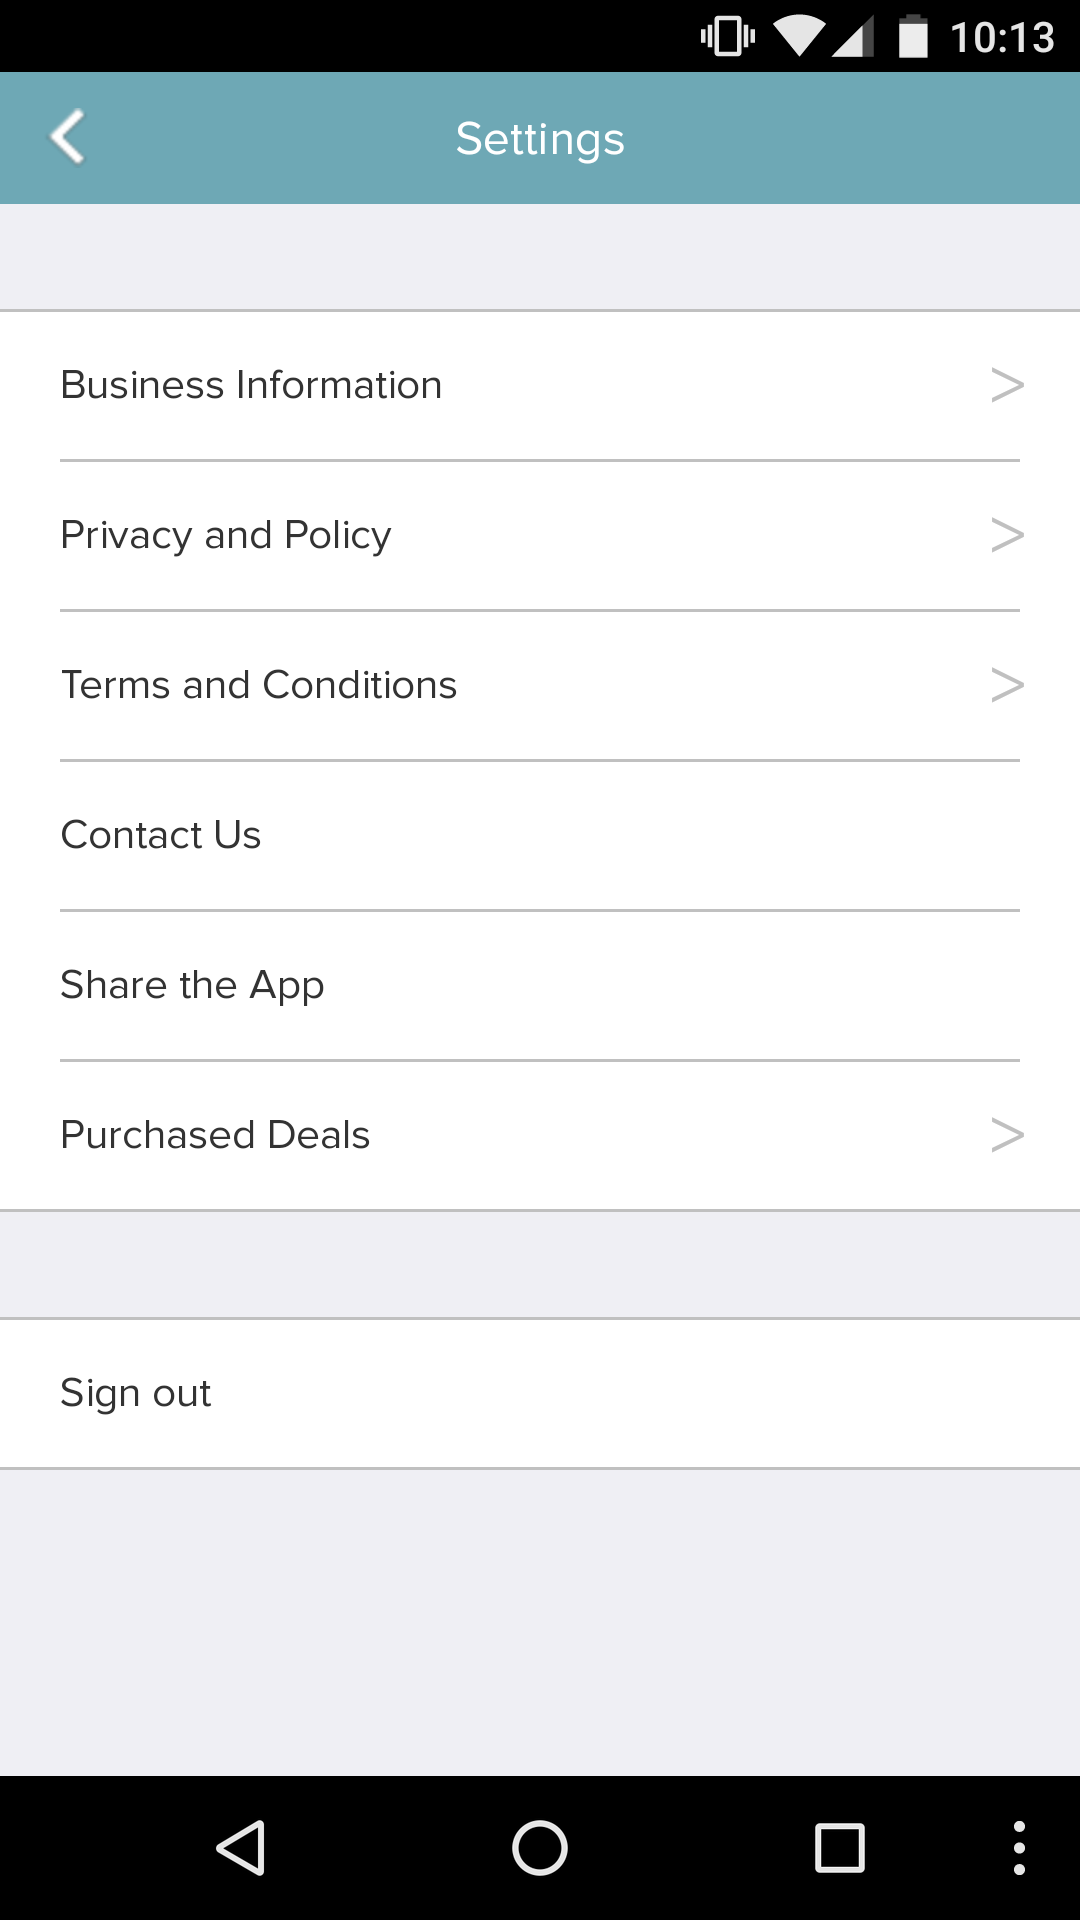 10:13
Settings
Business Information >
Privacy and Policy >
Terms and Conditions >
Contact Us
Share the App
Purchased Deals >
Sign out